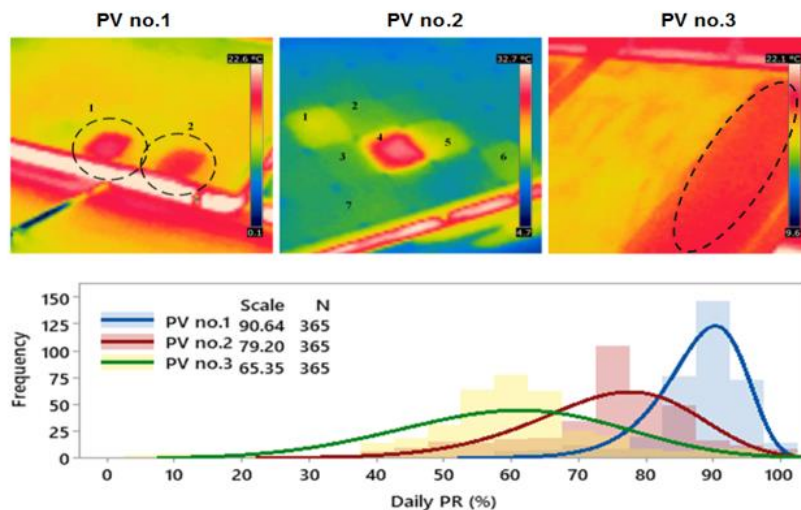 PV no.1
PV no.2
PV no.3
22.6 °C
1
2
0.1
32.7 °C
1
2
3
4
5
6
7
4.7
22.1 °C
1
9.6
Scale N
PV no.1 90.64 365
PV no.2 79.20 365
PV no.3 65.35 365
Frequency
150
125
100
75
50
25
0
0 10 20 30 40 50 60 70 80 90 100
Daily PR (%)